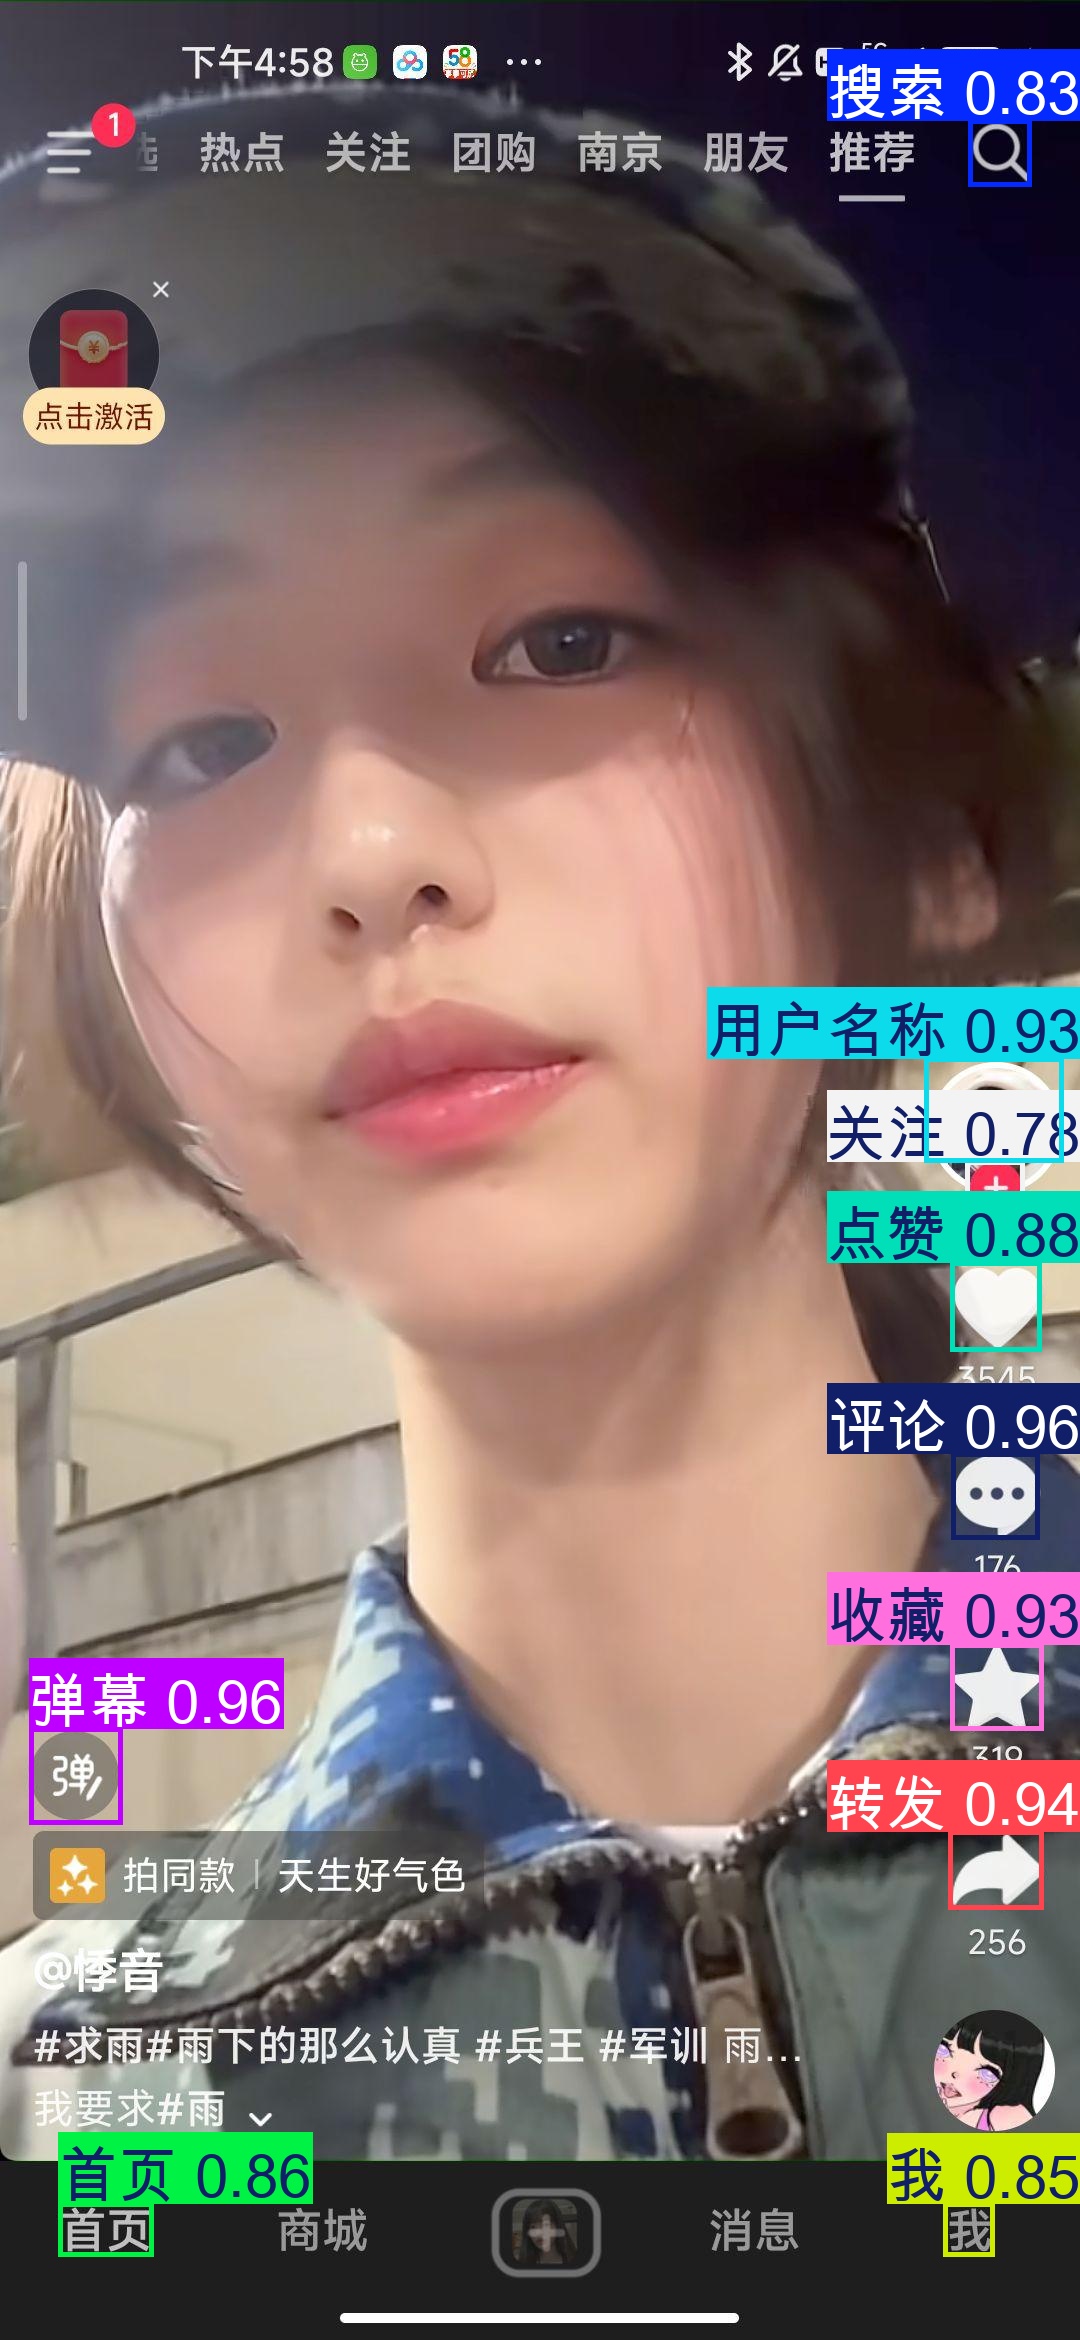 下午4:58
58
搜索 0.83
1
热点 关注 团购 南京 朋友 推荐
点击激活
用户名称 0.93
关注 0.78
点赞 0.88
3545
评论 0.96
176
收藏 0.93
弹幕 0.96
弹
319
转发 0.94
拍同款 | 天生好气色
256
@悸音
#求雨#雨下的那么认真 #兵王 #军训 雨...
我要求#雨
首页 0.86
我 0.85
首页 商城 消息 我